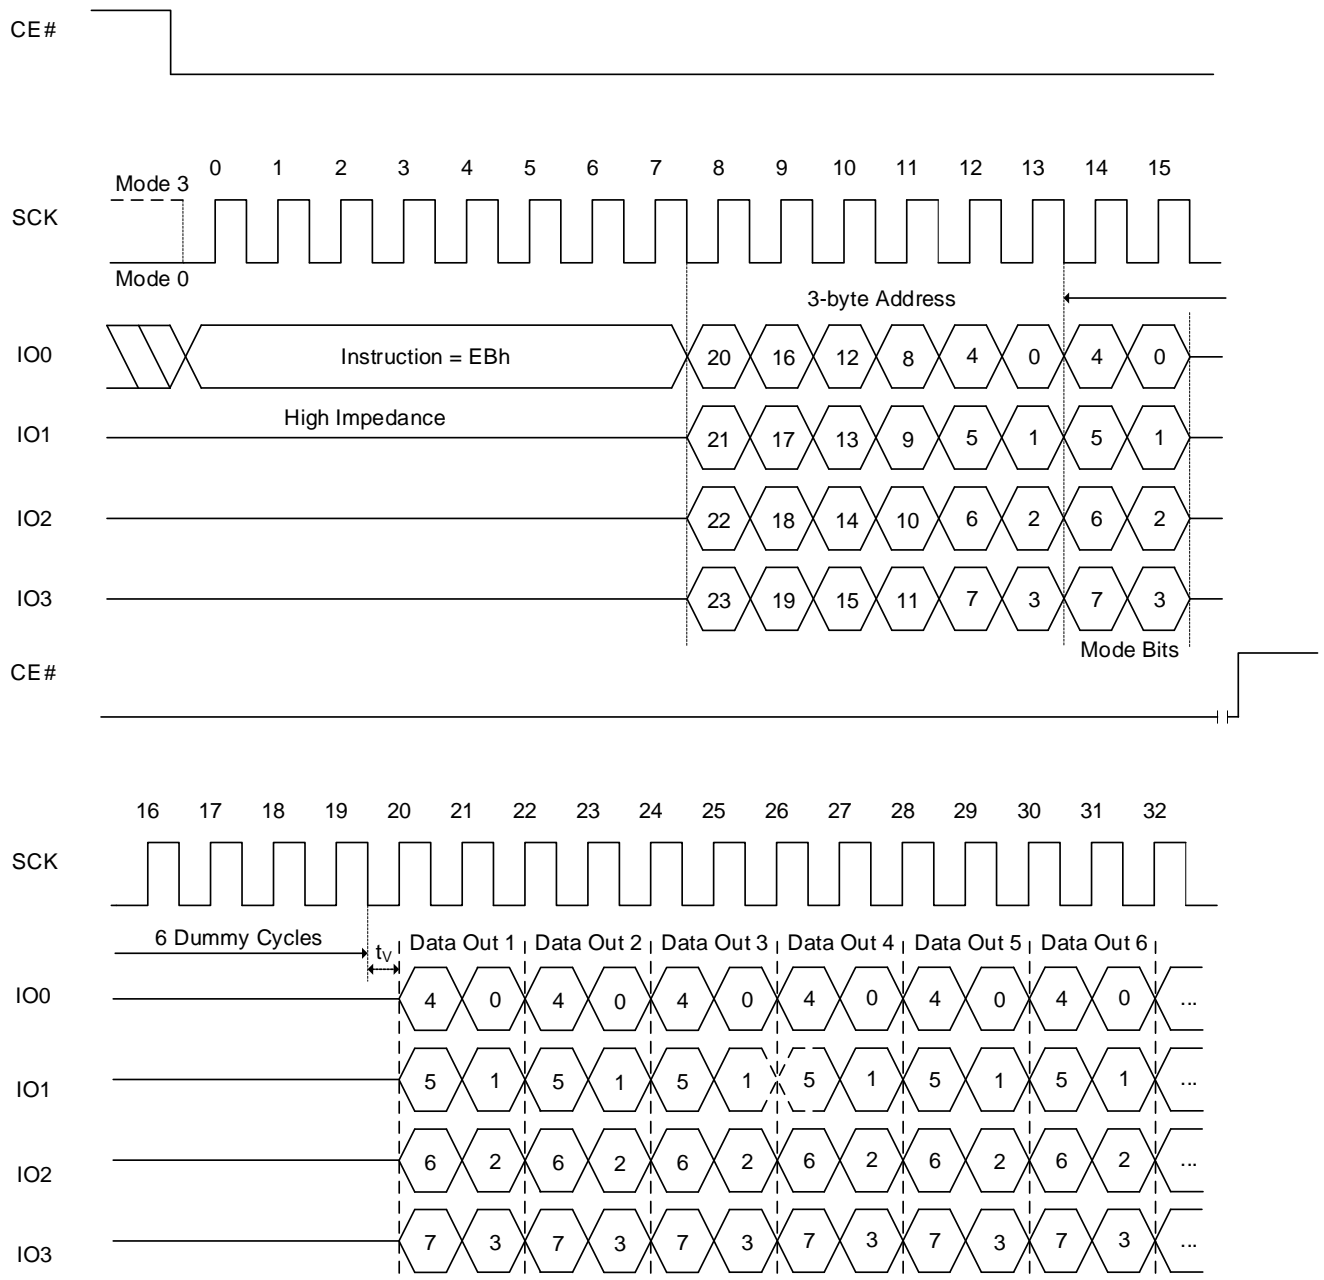 CE#
0 1 2 3 4 5 6 7 8 9 10 11 12 13 14 15
Mode 3
SCK
Mode 0
3-byte Address
IO0 Instruction = EBh 20 16 12 8 4 0 4 0
High Impedance
IO1 21 17 13 9 5 1 5 1
IO2 22 18 14 10 6 2 6 2
IO3 23 19 15 11 7 3 7 3
Mode Bits
CE#
16 17 18 19 20 21 22 23 24 25 26 27 28 29 30 31 32
SCK
6 Dummy Cycles tV Data Out 1 Data Out 2 Data Out 3 Data Out 4 Data Out 5 Data Out 6
IO0 4 0 4 0 4 0 4 0 4 0 4 0 ...
IO1 5 1 5 1 5 1 5 1 5 1 5 1 ...
IO2 6 2 6 2 6 2 6 2 6 2 6 2 ...
IO3 7 3 7 3 7 3 7 3 7 3 7 3 ...